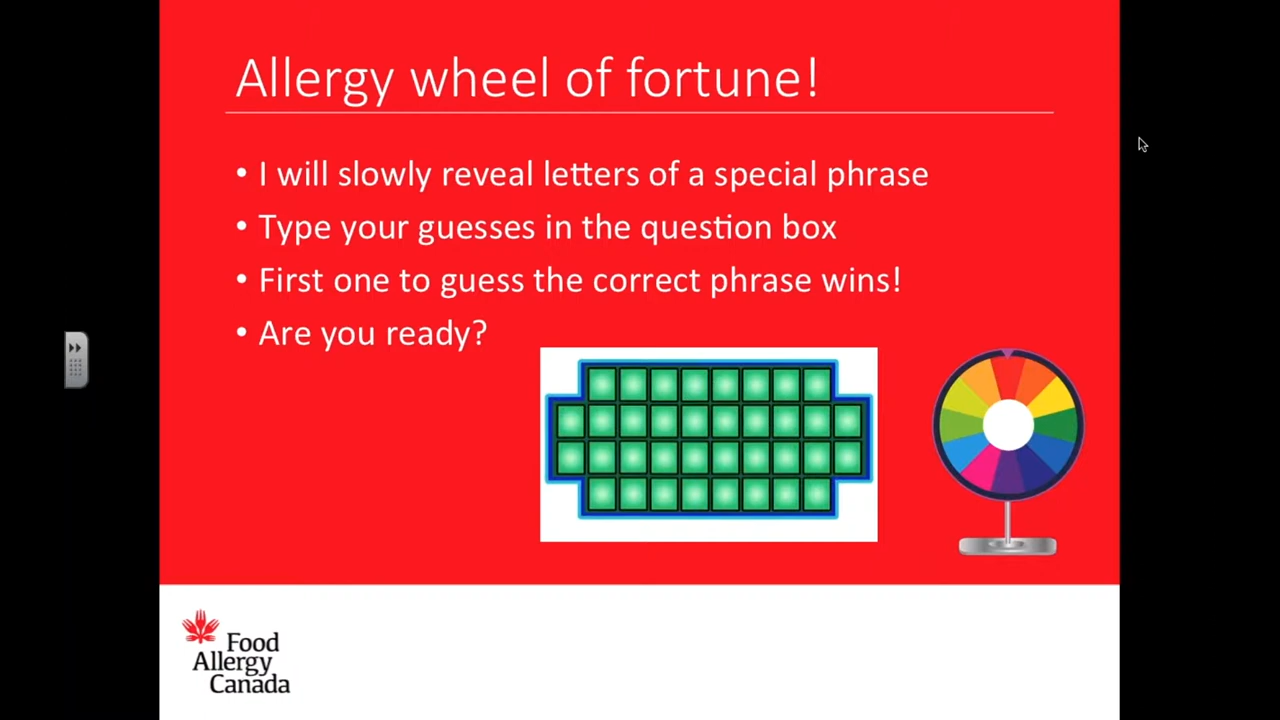 Allergy wheel of fortune!
• I will slowly reveal letters of a special phrase
• Type your guesses in the question box
• First one to guess the correct phrase wins!
• Are you ready?
Food
Allergy
Canada